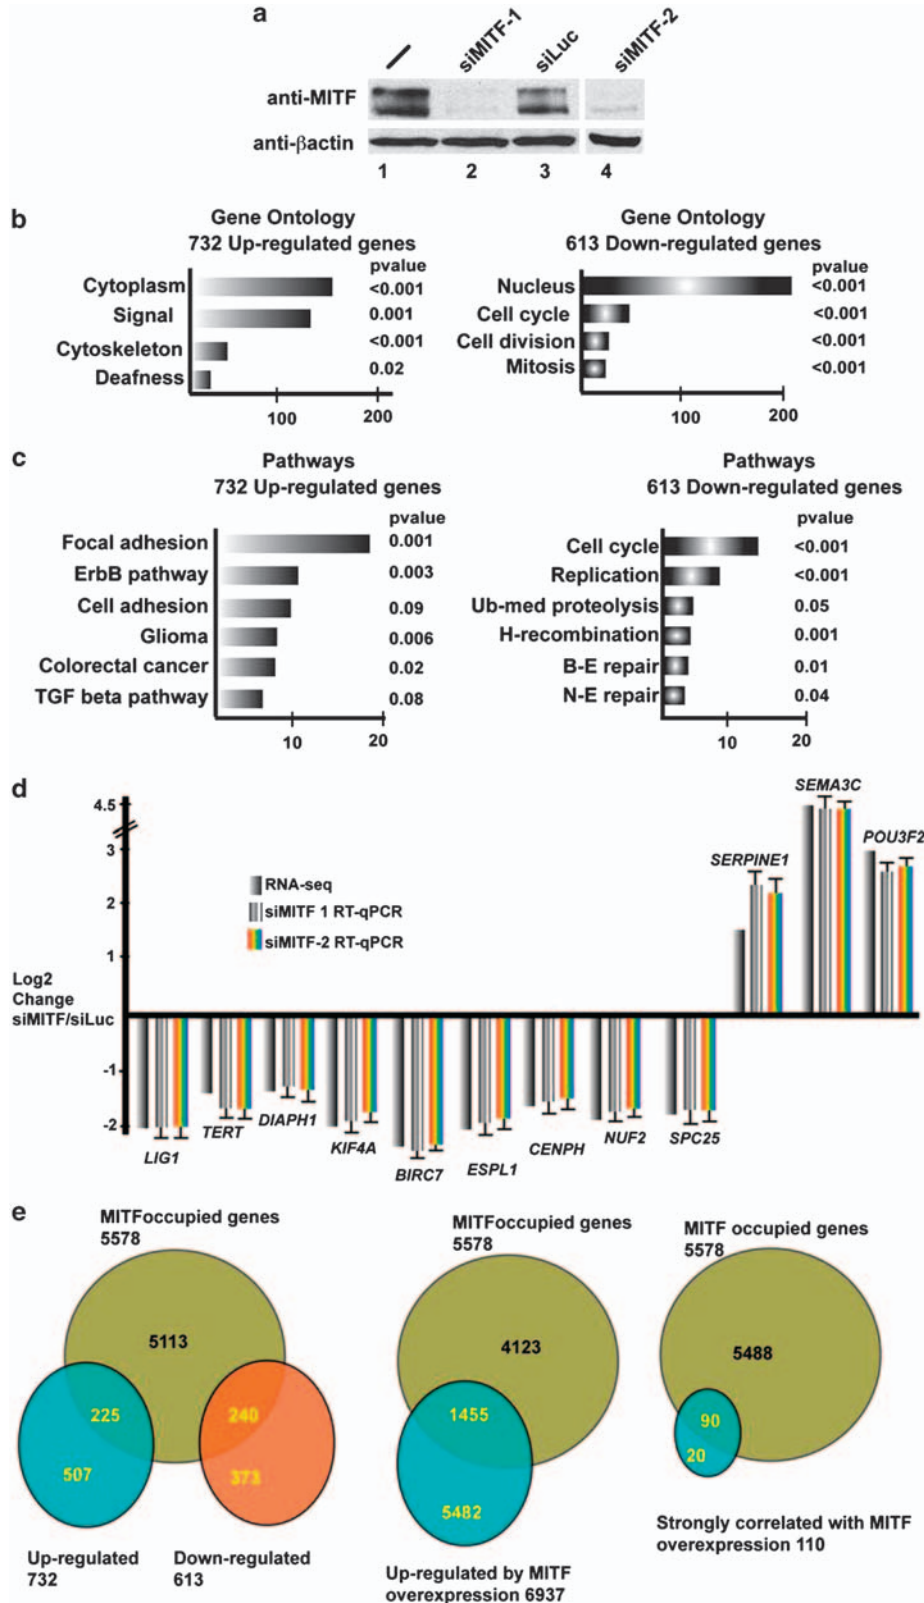 a
siMITF-1
siLuc
siMITF-2
anti-MITF
anti-βactin
1 2 3 4
b
Gene Ontology
732 Up-regulated genes
pvalue
Cytoplasm <0.001
Signal 0.001
Cytoskeleton <0.001
Deafness 0.02
100 200
Gene Ontology
613 Down-regulated genes
pvalue
Nucleus <0.001
Cell cycle <0.001
Cell division <0.001
Mitosis <0.001
100 200
c
Pathways
732 Up-regulated genes
pvalue
Focal adhesion 0.001
ErbB pathway 0.003
Cell adhesion 0.09
Glioma 0.006
Colorectal cancer 0.02
TGF beta pathway 0.08
10 20
Pathways
613 Down-regulated genes
pvalue
Cell cycle <0.001
Replication <0.001
Ub-med proteolysis 0.05
H-recombination 0.001
B-E repair 0.01
N-E repair 0.04
10 20
d
4.5
3
2
1
-1
-2
Log2
Change
siMITF/siLuc
RNA-seq
siMITF 1 RT-qPCR
siMITF-2 RT-qPCR
LIG1
TERT
DIAPH1
KIF4A
BIRC7
ESPL1
CENPH
NUF2
SPC25
SERPINE1
SEMA3C
POU3F2
e
MITFoccupied genes
5578
5113
225
240
507
373
Up-regulated
732
Down-regulated
613
MITFoccupied genes
5578
4123
1455
5482
Up-regulated by MITF
overexpression 6937
MITF occupied genes
5578
5488
90
20
Strongly correlated with MITF
overexpression 110